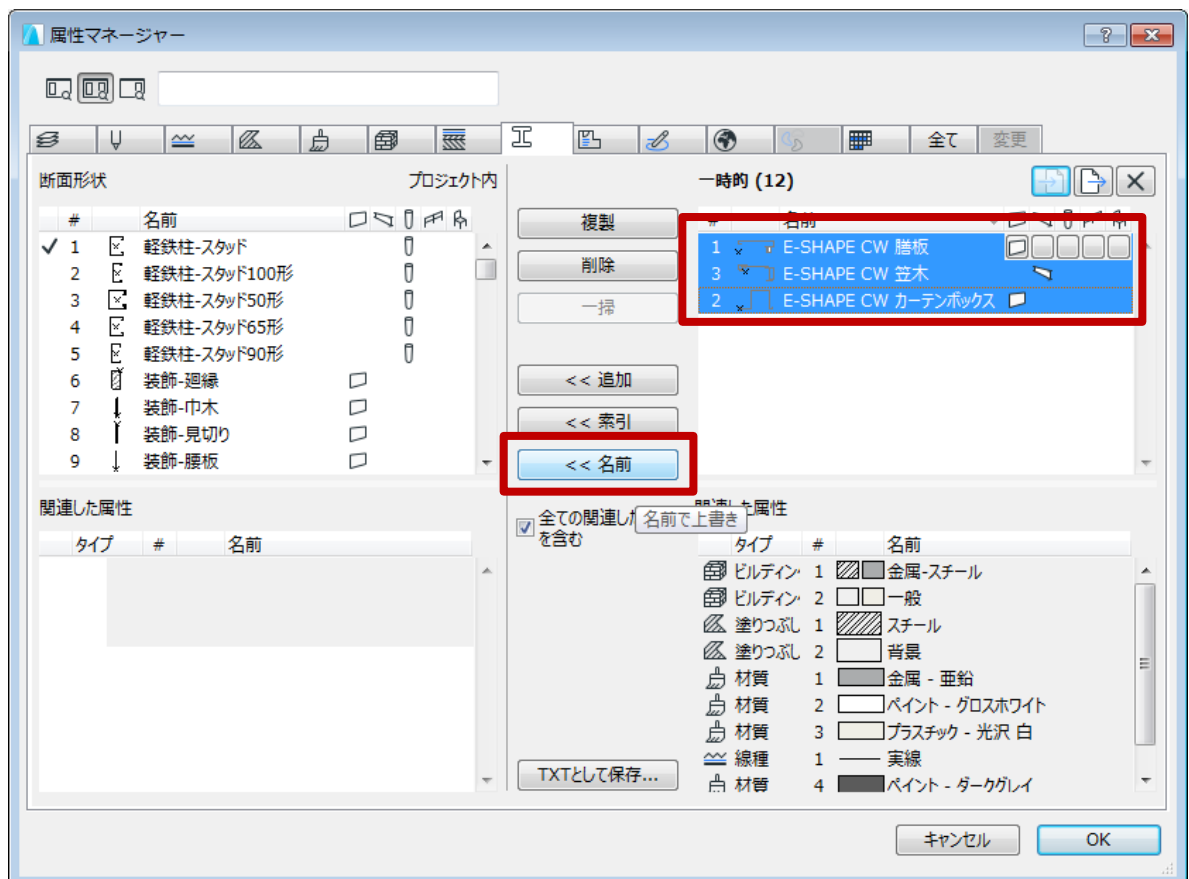 属性マネージャー
全て
変更
断面形状
プロジェクト内
# 名前
1 軽鉄柱-スタッド
2 軽鉄柱-スタッド100形
3 軽鉄柱-スタッド50形
4 軽鉄柱-スタッド65形
5 軽鉄柱-スタッド90形
6 装飾-廻縁
7 装飾-巾木
8 装飾-見切り
9 装飾-腰板
複製
削除
一掃
<< 追加
<< 索引
<< 名前
一時的 (12)
# 名前
1 E-SHAPE CW 膳板
3 E-SHAPE CW 笠木
2 E-SHAPE CW カーテンボックス
関連した属性
タイプ # 名前
全ての関連した
を含む
名前で上書き
TXTとして保存...
関連した属性
タイプ # 名前
ビルディン 1 金属-スチール
ビルディン 2 一般
塗りつぶし 1 スチール
塗りつぶし 2 背景
材質 1 金属 - 亜鉛
材質 2 ペイント - グロスホワイト
材質 3 プラスチック - 光沢 白
線種 1 実線
材質 4 ペイント - ダークグレイ
キャンセル
OK